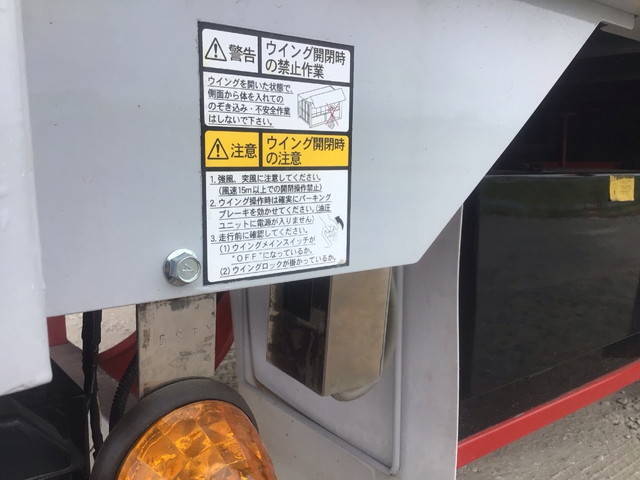 警告 ウイング開閉時
の禁止作業
ウイングを開いた状態で、
側面から体を入れての
のぞき込み・不安全作業
はしないで下さい。
注意 ウイング開閉時
の注意
1. 強風、突風に注意してください。
(風速15m以上での開閉操作禁止)
2. ウイング操作時は確実にパーキング
ブレーキを効かせてください。(油圧
ユニットに電源が入りません)
3. 走行前に確認してください。
(1) ウイングメインスイッチが
"OFF"になっているか。
(2) ウイングロックが掛かっているか。